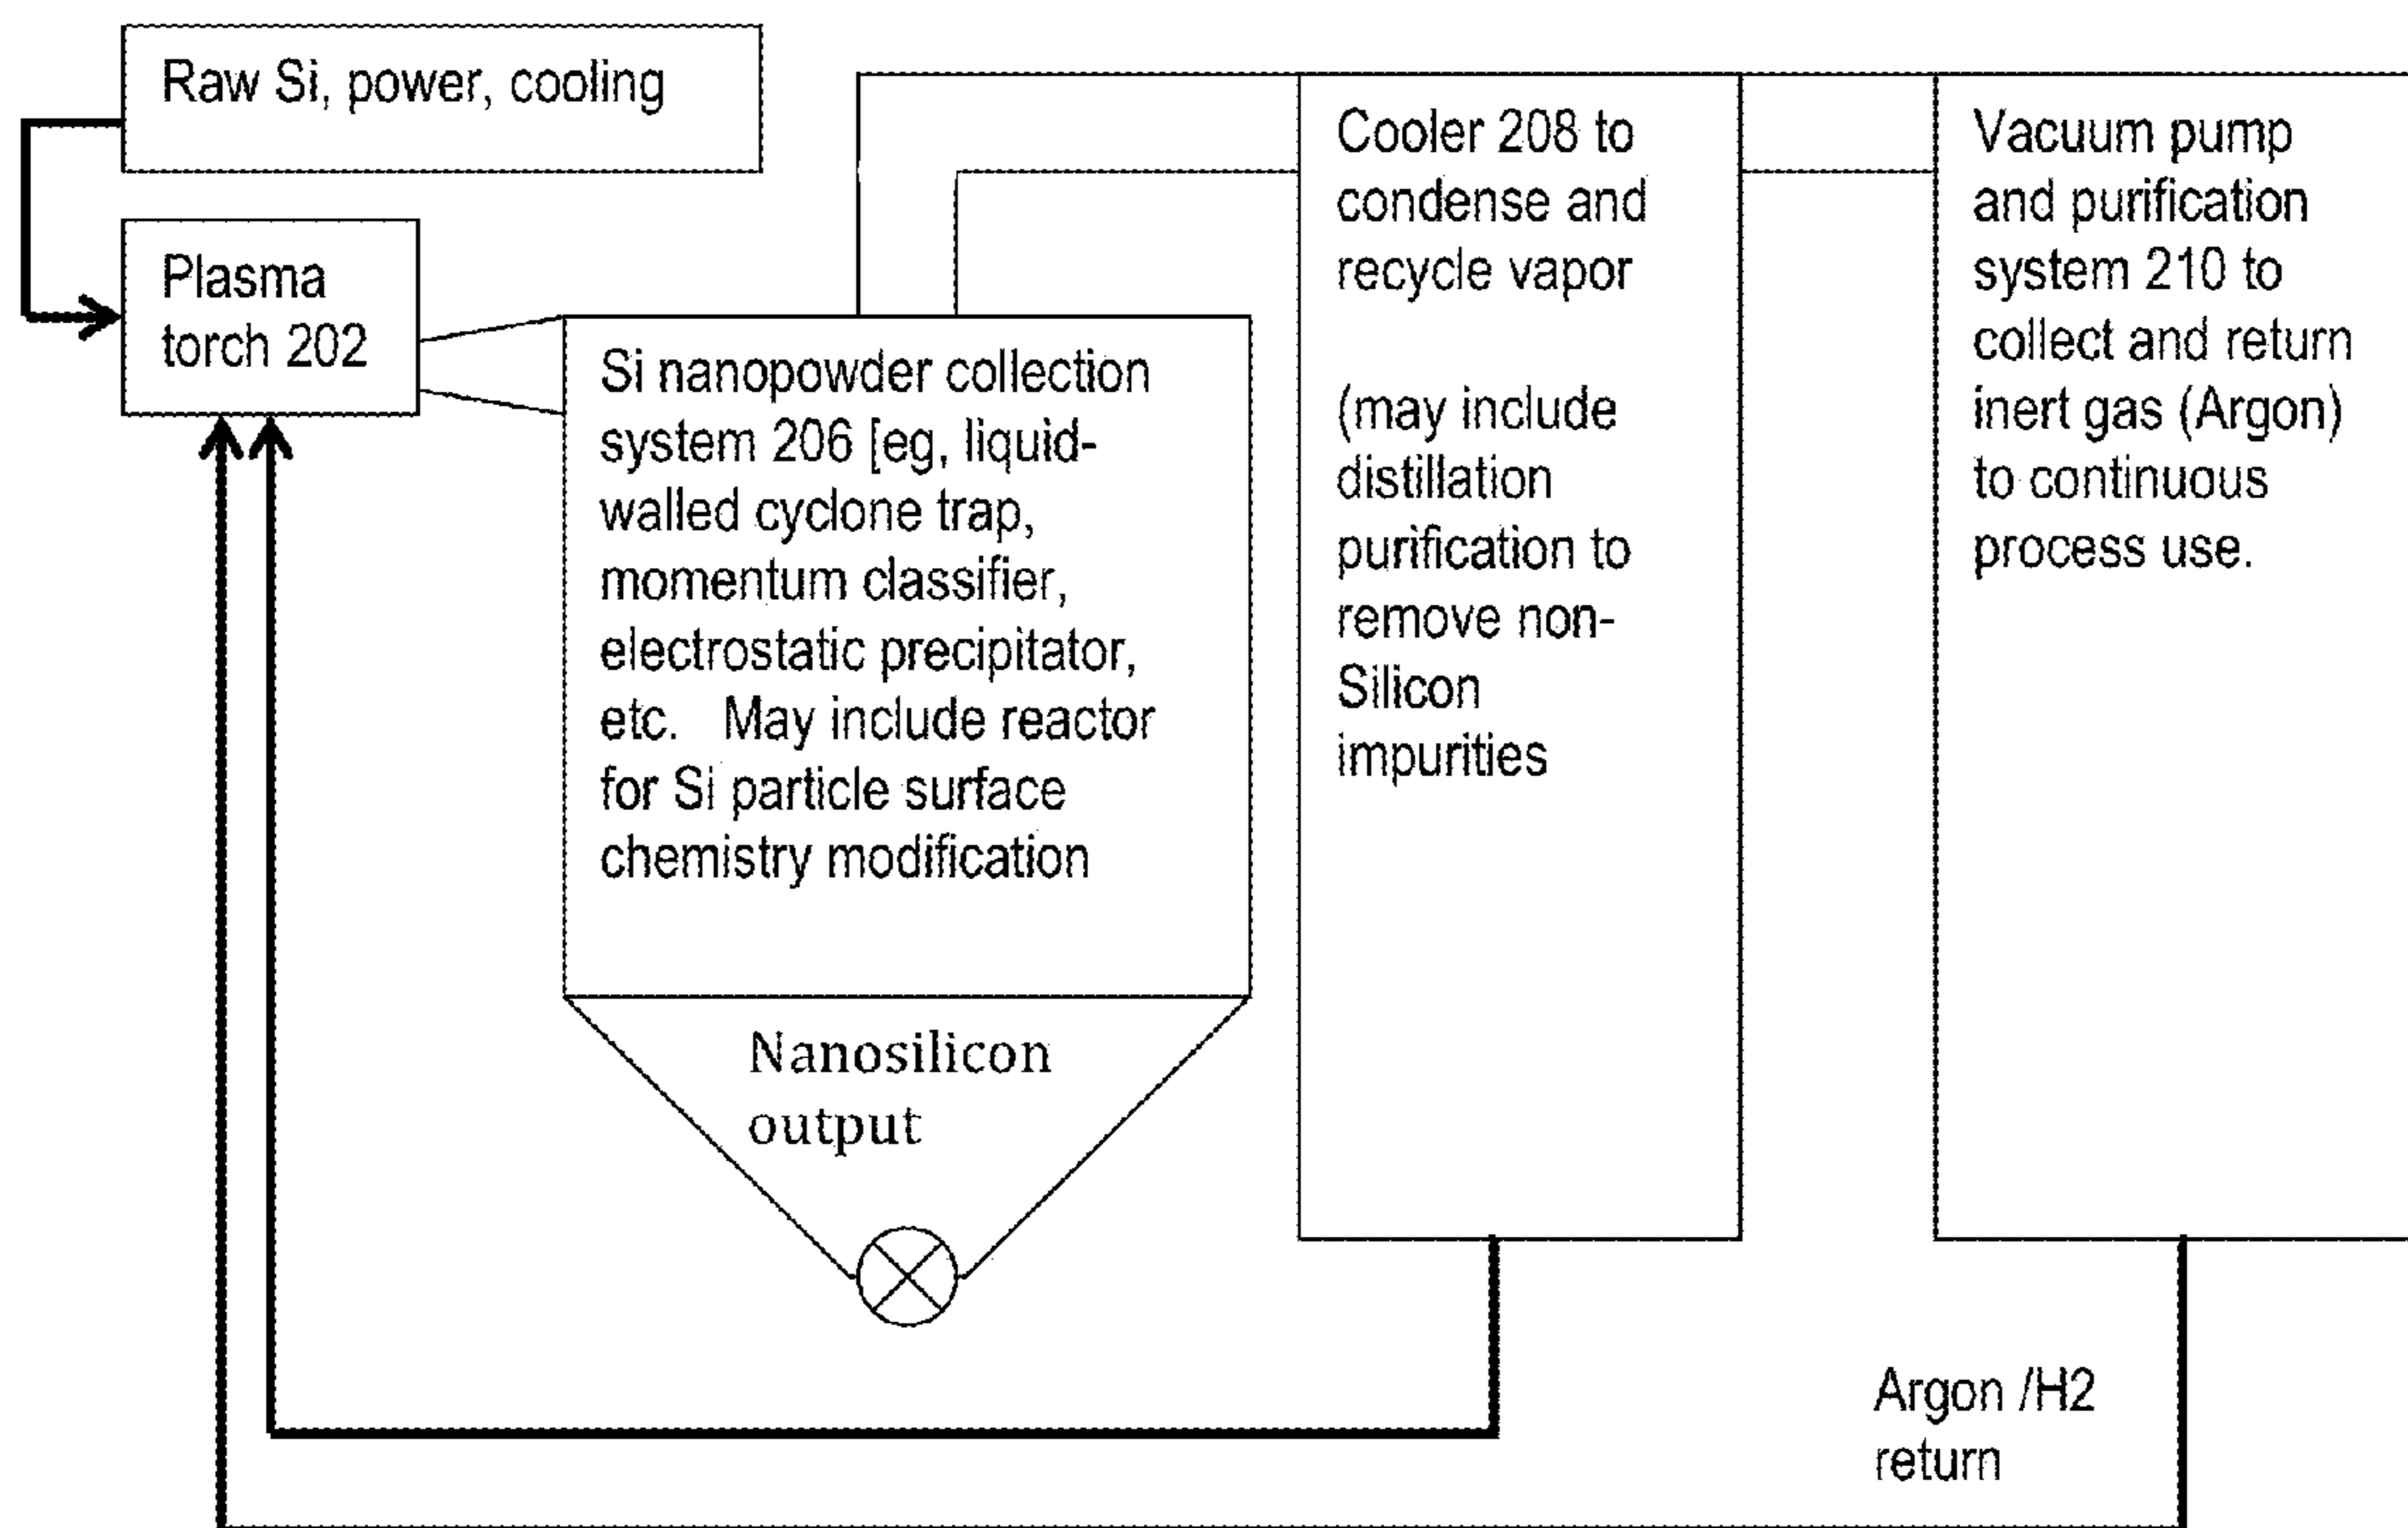 Raw Si, power, cooling
Plasma
torch 202
Si nanopowder collection
system 206 [eg, liquid-
walled cyclone trap,
momentum classifier,
electrostatic precipitator,
etc. May include reactor
for Si particle surface
chemistry modification
Nanosilicon
output
Cooler 208 to
condense and
recycle vapor
(may include
distillation
purification to
remove non-
Silicon
impurities
Vacuum pump
and purification
system 210 to
collect and return
inert gas (Argon)
to continuous
process use.
Argon /H2
return